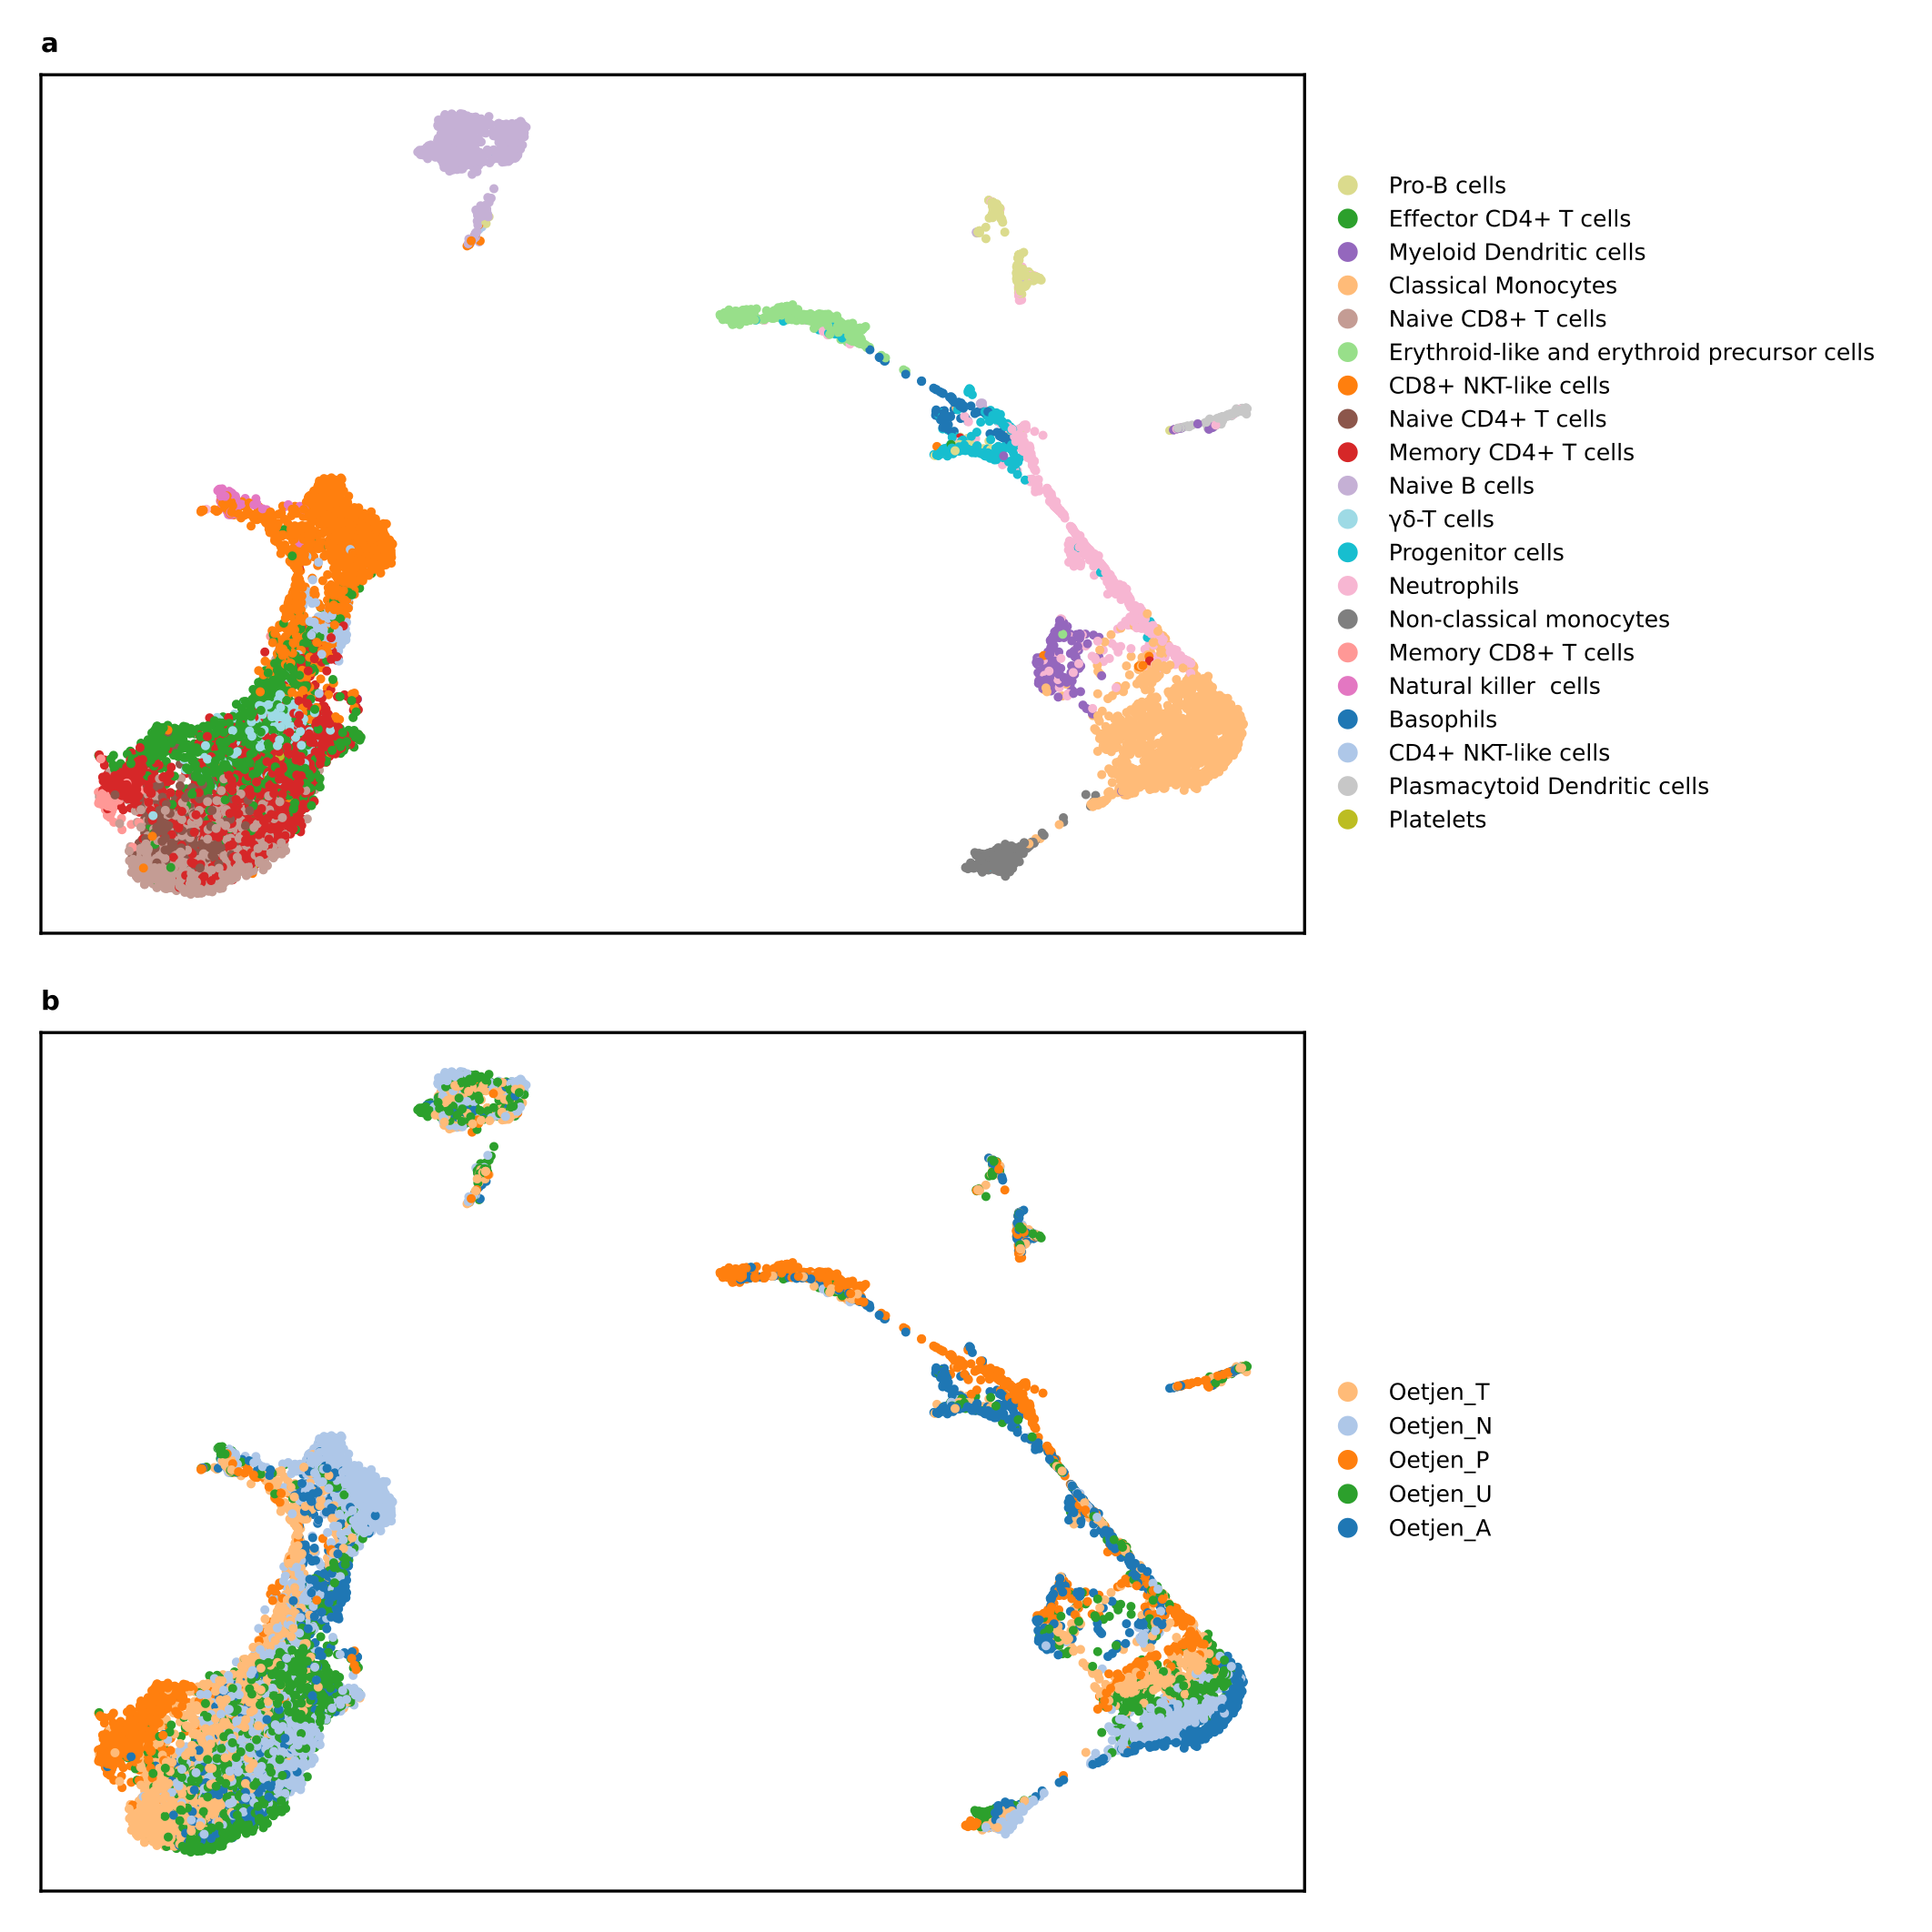 a
Pro-B cells
Effector CD4+ T cells
Myeloid Dendritic cells
Classical Monocytes
Naive CD8+ T cells
Erythroid-like and erythroid precursor cells
CD8+ NKT-like cells
Naive CD4+ T cells
Memory CD4+ T cells
Naive B cells
γδ-T cells
Progenitor cells
Neutrophils
Non-classical monocytes
Memory CD8+ T cells
Natural killer  cells
Basophils
CD4+ NKT-like cells
Plasmacytoid Dendritic cells
Platelets
b
Oetjen_T
Oetjen_N
Oetjen_P
Oetjen_U
Oetjen_A